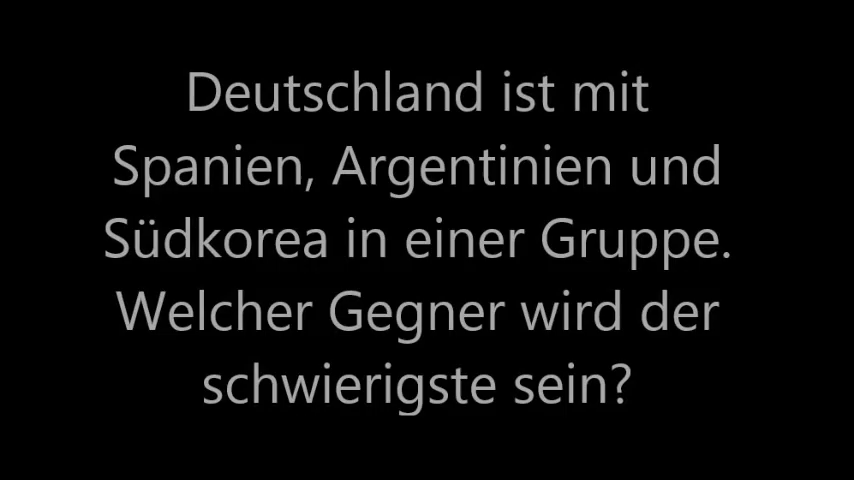 Deutschland ist mit
Spanien, Argentinien und
Südkorea in einer Gruppe.
Welcher Gegner wird der
schwierigste sein?